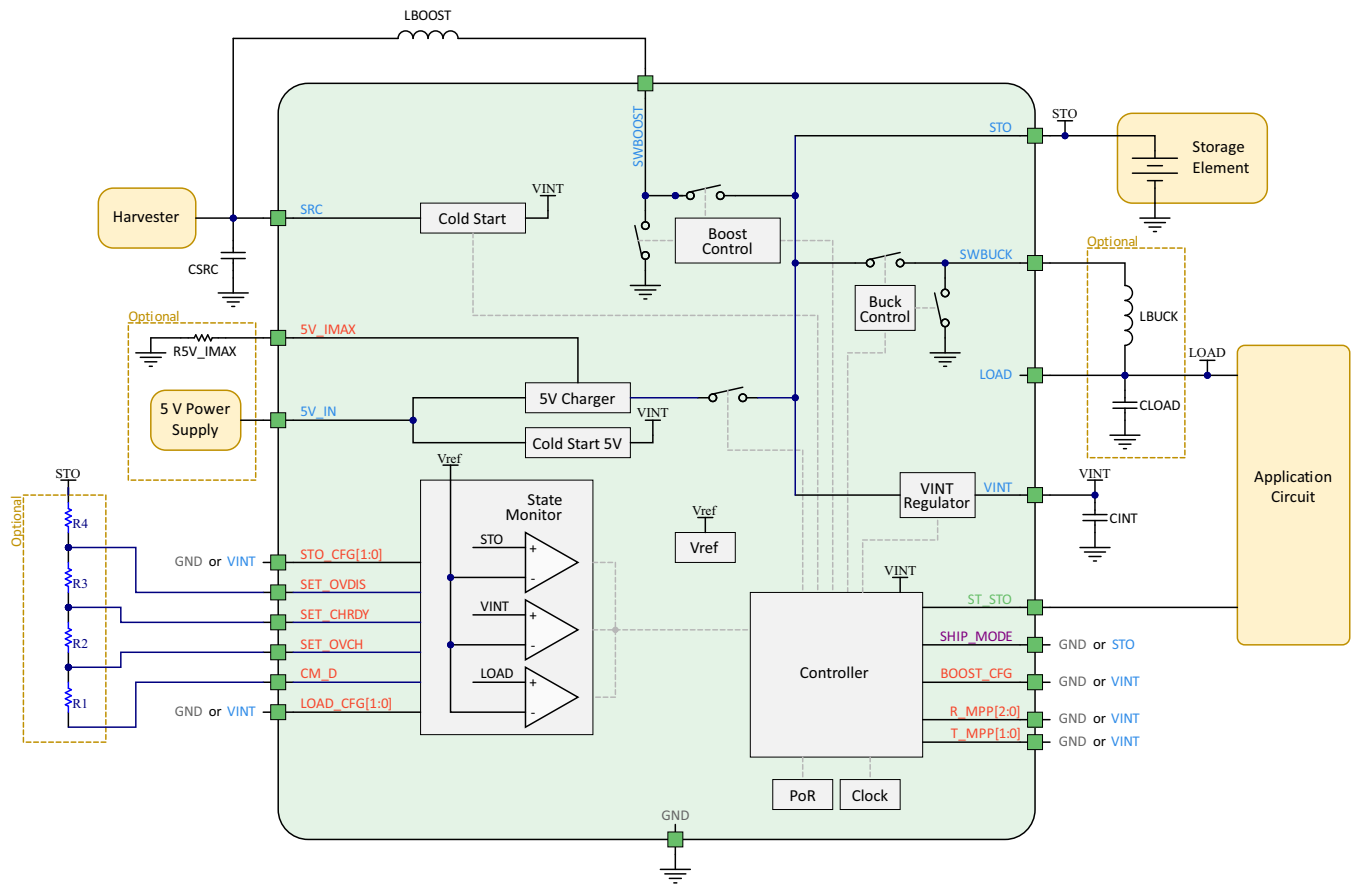 LBOOST
SWBOOST
STO
STO
Storage
Element
Harvester
SRC
Cold Start
VINT
Boost
Control
CSRC
Optional
SWBUCK
Buck
Control
LBUCK
Optional
R5V_IMAX
5V_IMAX
LOAD
LOAD
CLOAD
5 V Power
Supply
5V_IN
5V Charger
VINT
Cold Start 5V
Application
Circuit
STO
Optional
R4
R3
R2
R1
Vref
State
Monitor
STO
+
-
VINT
+
-
LOAD
+
-
Vref
Vref
VINT
Regulator
VINT
VINT
CINT
GND or VINT
STO_CFG[1:0]
SET_OVDIS
SET_CHRDY
SET_OVCH
CM_D
GND or VINT
LOAD_CFG[1:0]
VINT
Controller
ST_STO
SHIP_MODE
GND or STO
BOOST_CFG
GND or VINT
R_MPP[2:0]
GND or VINT
T_MPP[1:0]
GND or VINT
PoR
Clock
GND